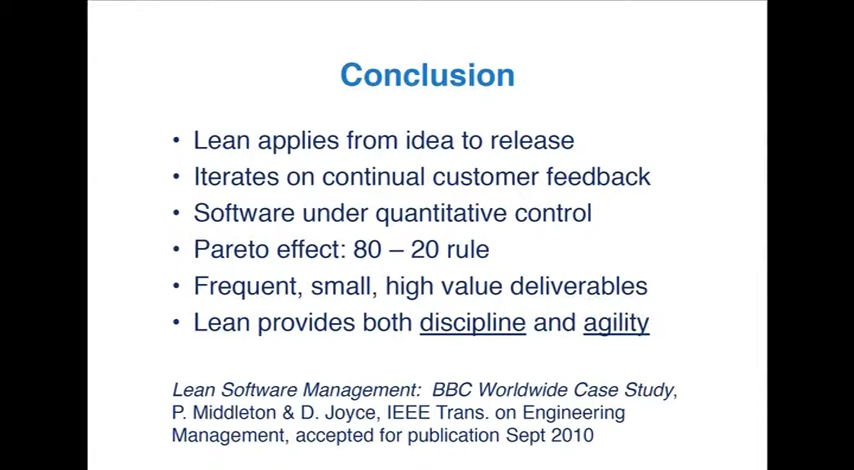 Conclusion
• Lean applies from idea to release
• Iterates on continual customer feedback
• Software under quantitative control
• Pareto effect: 80 – 20 rule
• Frequent, small, high value deliverables
• Lean provides both discipline and agility
Lean Software Management:  BBC Worldwide Case Study,
P. Middleton & D. Joyce, IEEE Trans. on Engineering
Management, accepted for publication Sept 2010